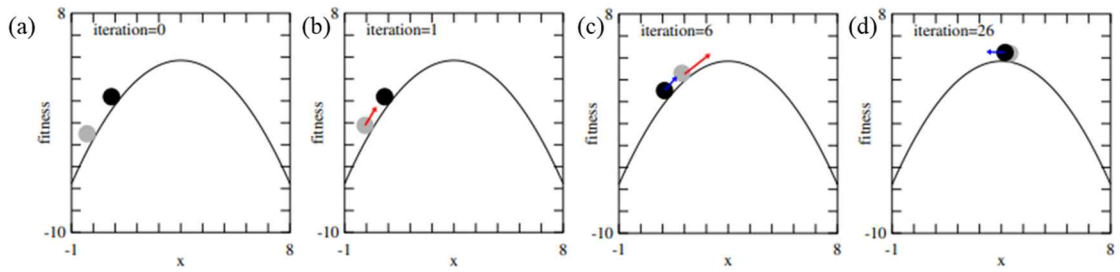 (a)
8
iteration=0
fitness
-10
-1
8
x
(b)
8
iteration=1
fitness
-10
-1
8
x
(c)
8
iteration=6
fitness
-10
-1
8
x
(d)
8
iteration=26
fitness
-10
-1
8
x